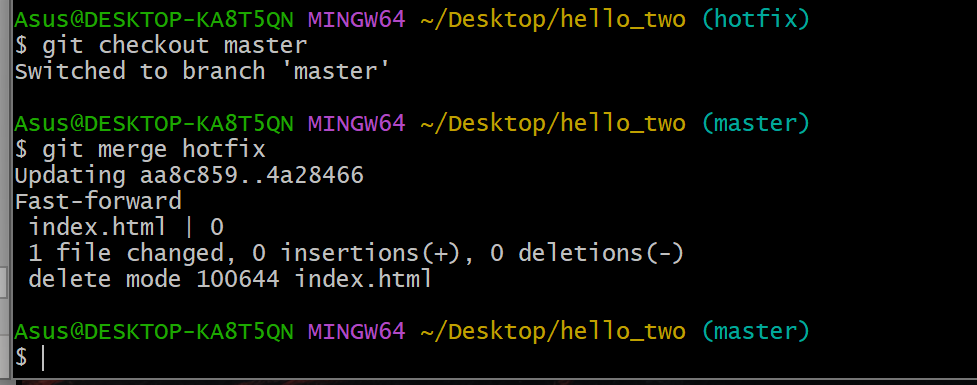 Asus@DESKTOP-KA8T5QN MINGW64 ~/Desktop/hello_two (hotfix)
$ git checkout master
Switched to branch 'master'
Asus@DESKTOP-KA8T5QN MINGW64 ~/Desktop/hello_two (master)
$ git merge hotfix
Updating aa8c859..4a28466
Fast-forward
 index.html | 0
 1 file changed, 0 insertions(+), 0 deletions(-)
 delete mode 100644 index.html
Asus@DESKTOP-KA8T5QN MINGW64 ~/Desktop/hello_two (master)
$